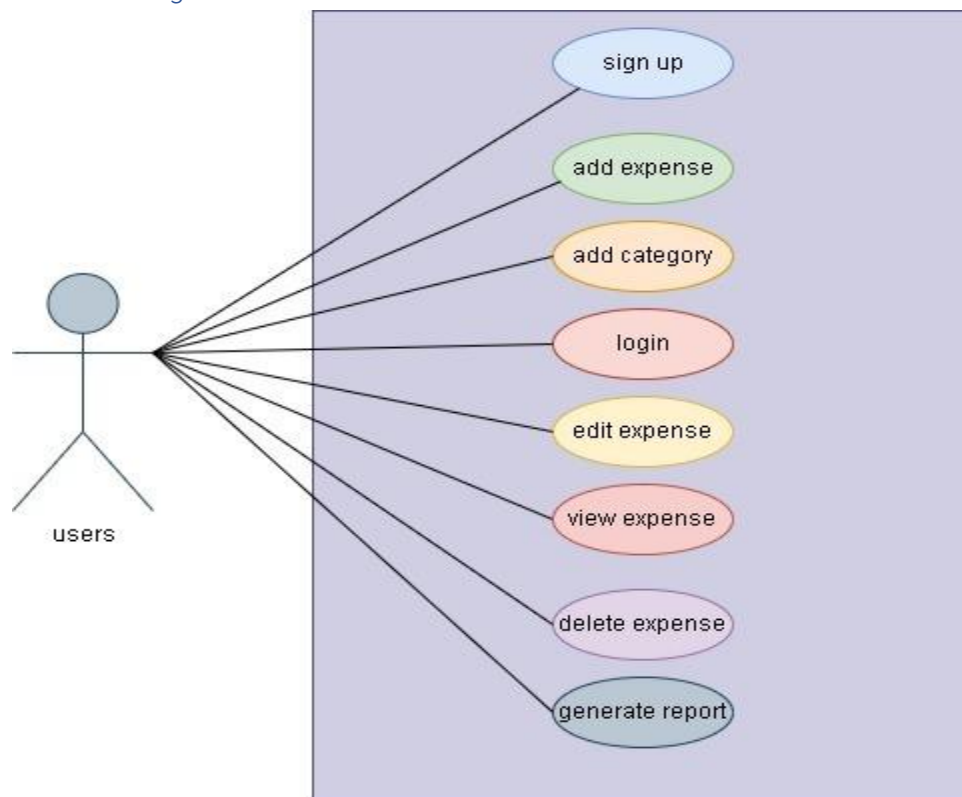 sign up
add expense
add category
login
edit expense
view expense
users
delete expense
generate report